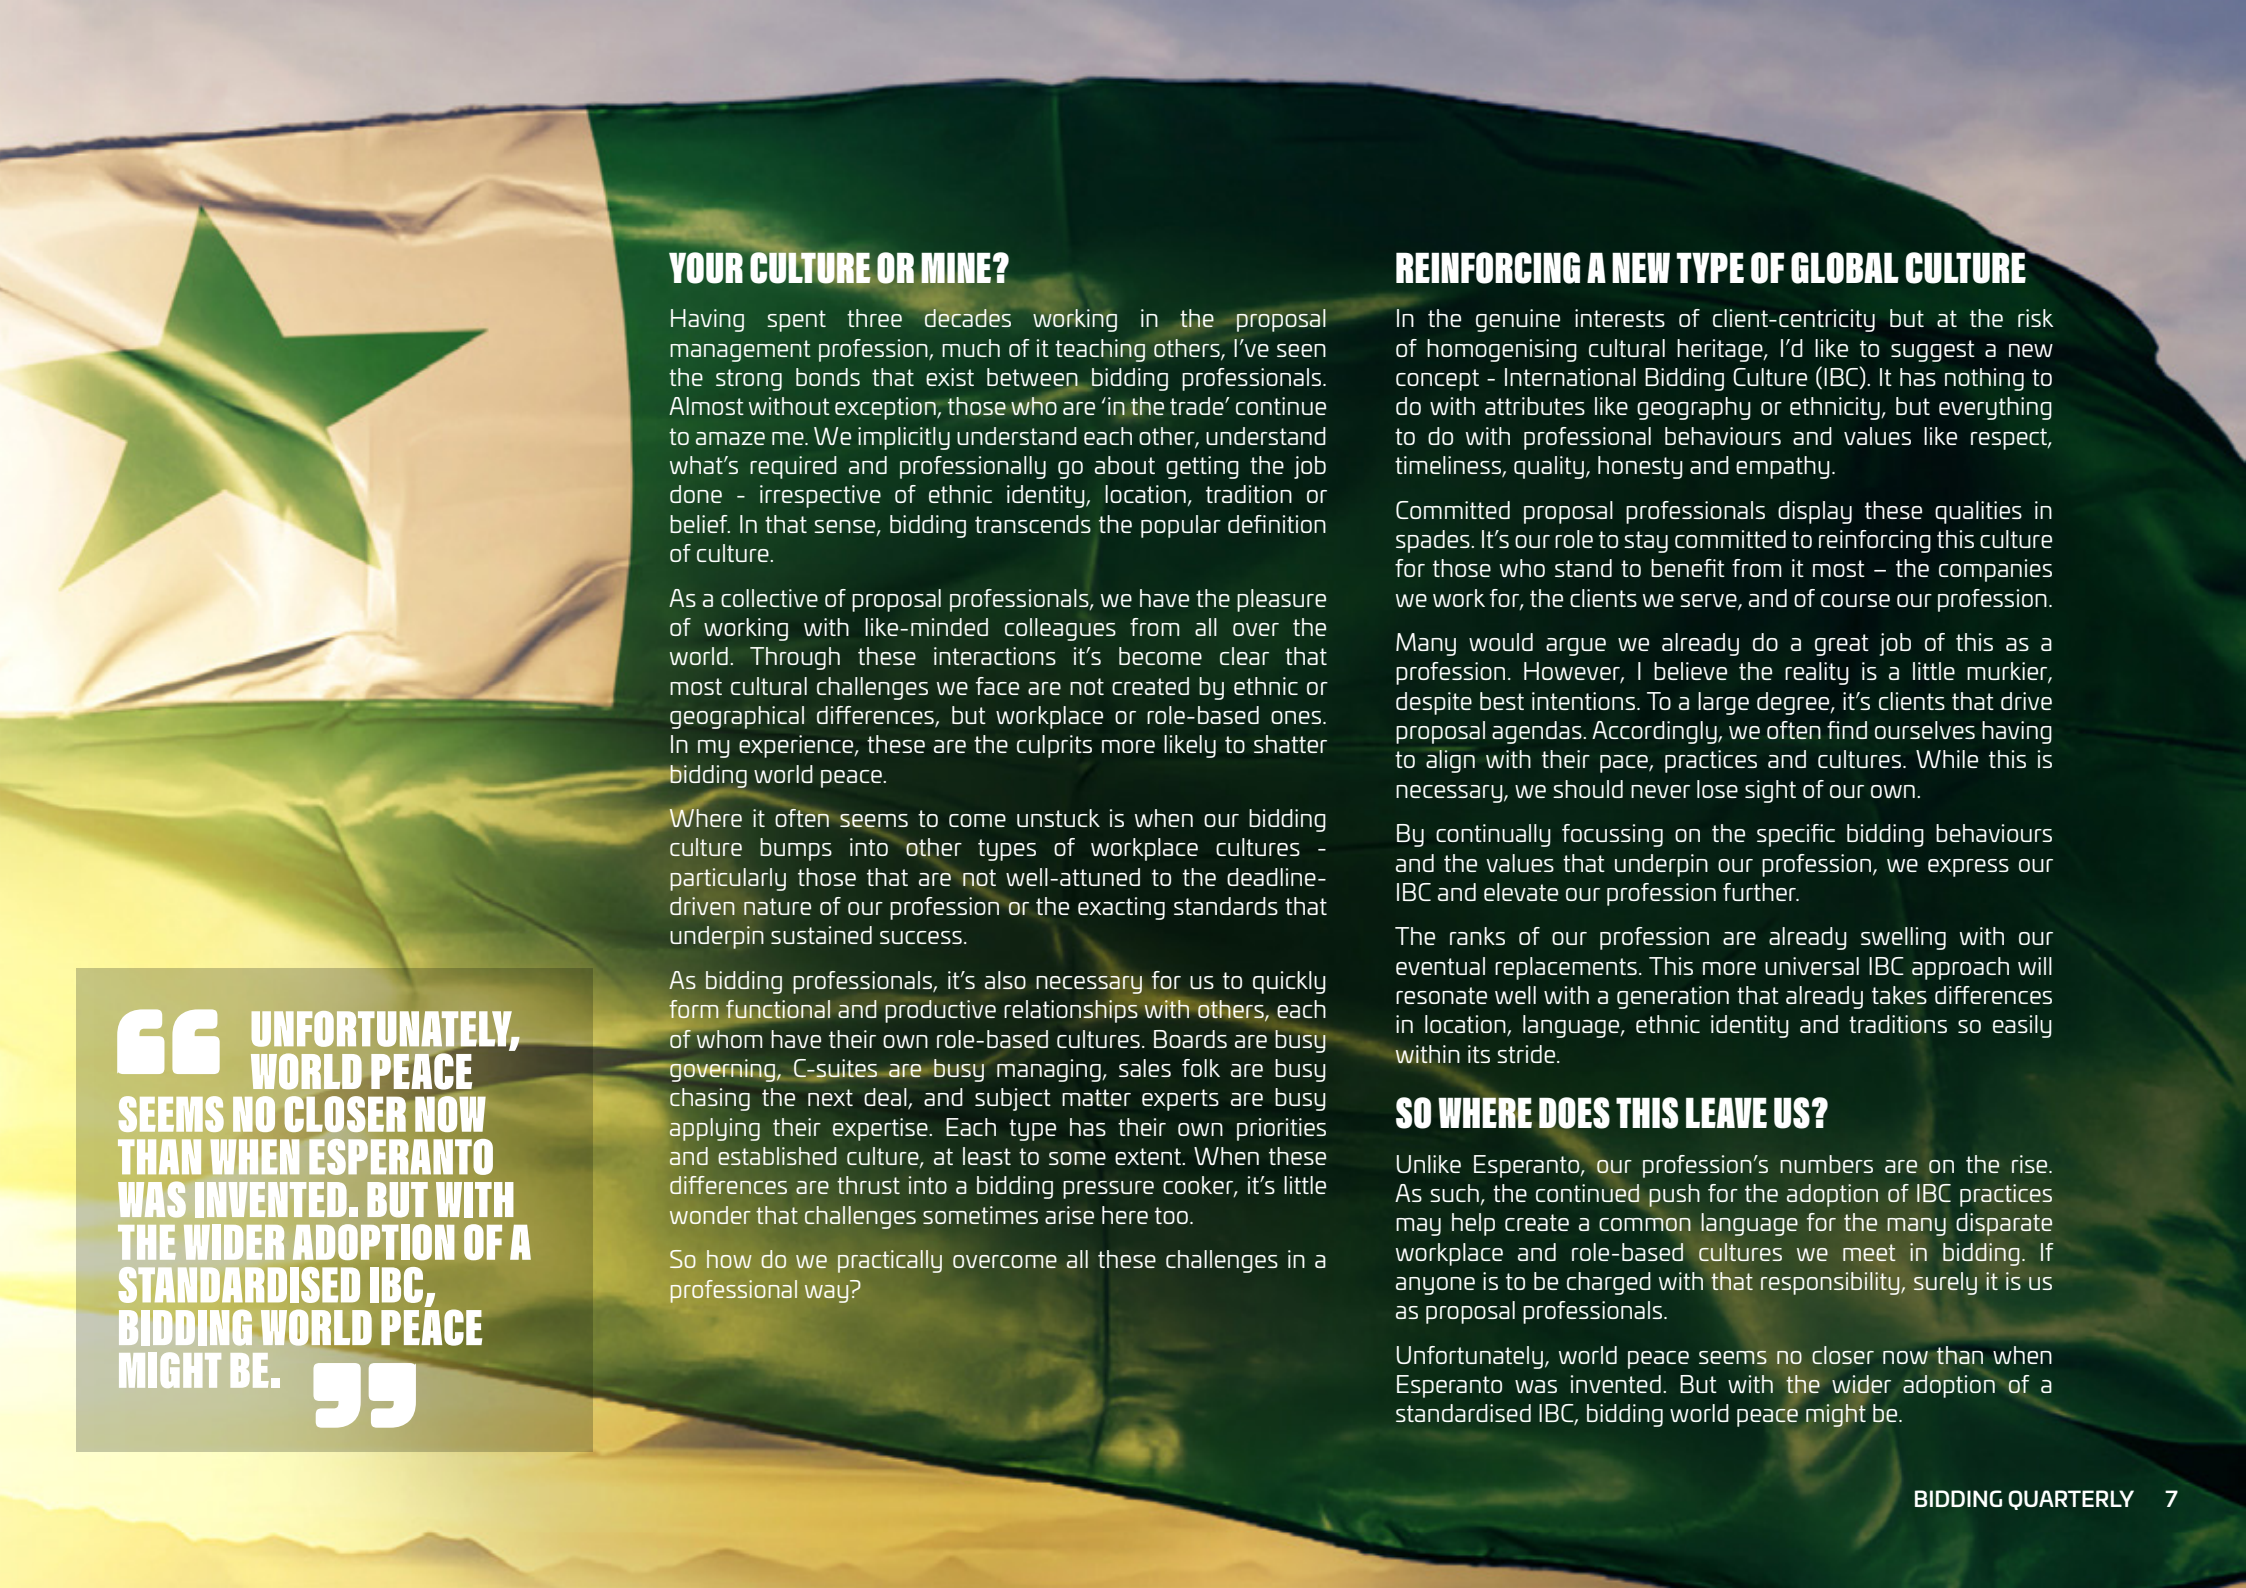 YOUR CULTURE OR MINE?
Having spent three decades working in the proposal
management profession, much of it teaching others, I’ve seen
the strong bonds that exist between bidding professionals.
Almost without exception, those who are ‘in the trade’ continue
to amaze me. We implicitly understand each other, understand
what’s required and professionally go about getting the job
done - irrespective of ethnic identity, location, tradition or
belief. In that sense, bidding transcends the popular definition
of culture.
As a collective of proposal professionals, we have the pleasure
of working with like-minded colleagues from all over the
world. Through these interactions it’s become clear that
most cultural challenges we face are not created by ethnic or
geographical differences, but workplace or role-based ones.
In my experience, these are the culprits more likely to shatter
bidding world peace.
Where it often seems to come unstuck is when our bidding
culture bumps into other types of workplace cultures -
particularly those that are not well-attuned to the deadline-
driven nature of our profession or the exacting standards that
underpin sustained success.
As bidding professionals, it’s also necessary for us to quickly
form functional and productive relationships with others, each
of whom have their own role-based cultures. Boards are busy
governing, C-suites are busy managing, sales folk are busy
chasing the next deal, and subject matter experts are busy
applying their expertise. Each type has their own priorities
and established culture, at least to some extent. When these
differences are thrust into a bidding pressure cooker, it’s little
wonder that challenges sometimes arise here too.
So how do we practically overcome all these challenges in a
professional way?
REINFORCING A NEW TYPE OF GLOBAL CULTURE
In the genuine interests of client-centricity but at the risk
of homogenising cultural heritage, I’d like to suggest a new
concept - International Bidding Culture (IBC). It has nothing to
do with attributes like geography or ethnicity, but everything
to do with professional behaviours and values like respect,
timeliness, quality, honesty and empathy.
Committed proposal professionals display these qualities in
spades. It’s our role to stay committed to reinforcing this culture
for those who stand to benefit from it most – the companies
we work for, the clients we serve, and of course our profession.
Many would argue we already do a great job of this as a
profession. However, I believe the reality is a little murkier,
despite best intentions. To a large degree, it’s clients that drive
proposal agendas. Accordingly, we often find ourselves having
to align with their pace, practices and cultures. While this is
necessary, we should never lose sight of our own.
By continually focussing on the specific bidding behaviours
and the values that underpin our profession, we express our
IBC and elevate our profession further.
The ranks of our profession are already swelling with our
eventual replacements. This more universal IBC approach will
resonate well with a generation that already takes differences
in location, language, ethnic identity and traditions so easily
within its stride.
SO WHERE DOES THIS LEAVE US?
Unlike Esperanto, our profession’s numbers are on the rise.
As such, the continued push for the adoption of IBC practices
may help create a common language for the many disparate
workplace and role-based cultures we meet in bidding. If
anyone is to be charged with that responsibility, surely it is us
as proposal professionals.
Unfortunately, world peace seems no closer now than when
Esperanto was invented. But with the wider adoption of a
standardised IBC, bidding world peace might be.
“ UNFORTUNATELY,
WORLD PEACE
SEEMS NO CLOSER NOW
THAN WHEN ESPERANTO
WAS INVENTED. BUT WITH
THE WIDER ADOPTION OF A
STANDARDISED IBC,
BIDDING WORLD PEACE
MIGHT BE. ”
BIDDING QUARTERLY 7